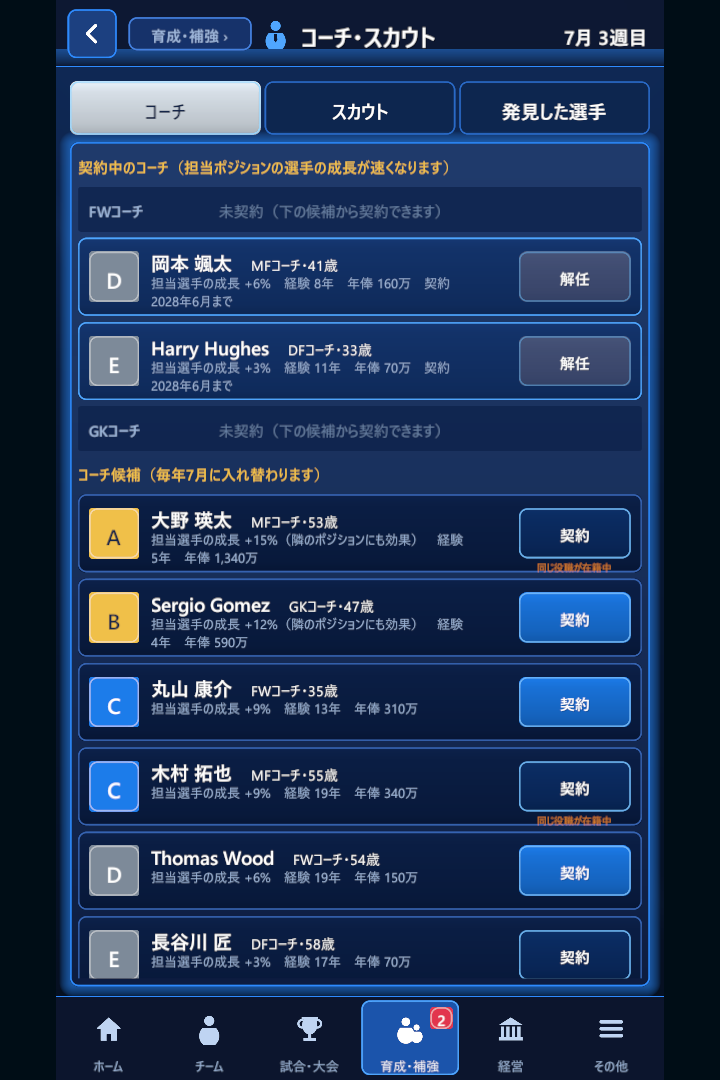 育成・補強 ›
コーチ・スカウト
7月 3週目
コーチ
スカウト
発見した選手
契約中のコーチ（担当ポジションの選手の成長が速くなります）
FWコーチ
未契約（下の候補から契約できます）
D
岡本 颯太 MFコーチ・41歳
担当選手の成長 +6% 経験 8年 年俸 160万 契約
2028年6月まで
解任
E
Harry Hughes DFコーチ・33歳
担当選手の成長 +3% 経験 11年 年俸 70万 契約
2028年6月まで
解任
GKコーチ
未契約（下の候補から契約できます）
コーチ候補（毎年7月に入れ替わります）
A
大野 瑛太 MFコーチ・53歳
担当選手の成長 +15%（隣のポジションにも効果） 経験
5年 年俸 1,340万
契約
同じ役職が在籍中
B
Sergio Gomez GKコーチ・47歳
担当選手の成長 +12%（隣のポジションにも効果） 経験
4年 年俸 590万
契約
C
丸山 康介 FWコーチ・35歳
担当選手の成長 +9% 経験 13年 年俸 310万
契約
C
木村 拓也 MFコーチ・55歳
担当選手の成長 +9% 経験 19年 年俸 340万
契約
同じ役職が在籍中
D
Thomas Wood FWコーチ・54歳
担当選手の成長 +6% 経験 19年 年俸 150万
契約
E
長谷川 匠 DFコーチ・58歳
担当選手の成長 +3% 経験 17年 年俸 70万
契約
ホーム
チーム
試合・大会
2
育成・補強
経営
その他